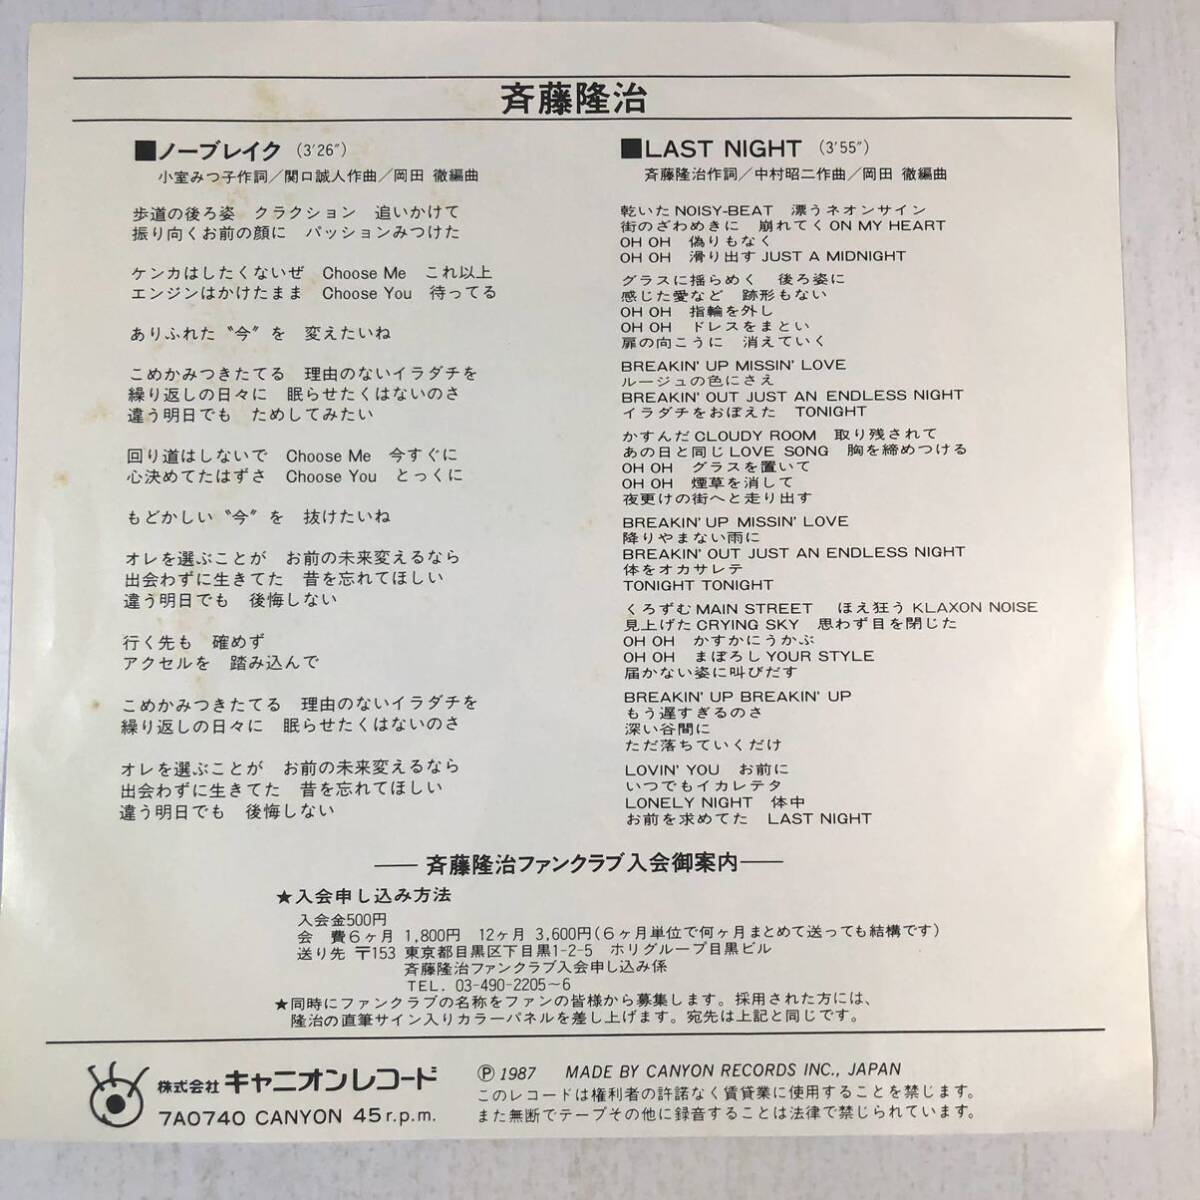 斉藤隆治
■ノーブレイク (3'26")
小室みつ子作詞／関口誠人作曲／岡田 徹編曲
歩道の後ろ姿 クラクション 追いかけて
振り向くお前の顔に パッションみつけた
ケンカはしたくないぜ Choose Me これ以上
エンジンはかけたまま Choose You 待ってる
ありふれた〝今〟を 変えたいね
こめかみつきたてる 理由のないイラダチを
繰り返しの日々に 眠らせたくはないのさ
違う明日でも ためしてみたい
回り道はしないで Choose Me 今すぐに
心決めてたはずさ Choose You とっくに
もどかしい〝今〟を 抜けたいね
オレを選ぶことが お前の未来変えるなら
出会わずに生きてた 昔を忘れてほしい
違う明日でも 後悔しない
行く先も 確めず
アクセルを 踏み込んで
こめかみつきたてる 理由のないイラダチを
繰り返しの日々に 眠らせたくはないのさ
オレを選ぶことが お前の未来変えるなら
出会わずに生きてた 昔を忘れてほしい
違う明日でも 後悔しない
■LAST NIGHT (3'55")
斉藤隆治作詞／中村昭二作曲／岡田 徹編曲
乾いたNOISY-BEAT 漂うネオンサイン
街のざわめきに 崩れてくON MY HEART
OH OH 偽りもなく
OH OH 滑り出すJUST A MIDNIGHT
グラスに揺らめく 後ろ姿に
感じた愛など 跡形もない
OH OH 指輪を外し
OH OH ドレスをまとい
扉の向こうに 消えていく
BREAKIN' UP MISSIN' LOVE
ルージュの色にさえ
BREAKIN' OUT JUST AN ENDLESS NIGHT
イラダチをおぼえた TONIGHT
かすんだCLOUDY ROOM 取り残されて
あの日と同じLOVE SONG 胸を締めつける
OH OH グラスを置いて
OH OH 煙草を消して
夜更けの街へと走り出す
BREAKIN' UP MISSIN' LOVE
降りやまない雨に
BREAKIN' OUT JUST AN ENDLESS NIGHT
体をオカサレテ
TONIGHT TONIGHT
くろずむMAIN STREET ほえ狂うKLAXON NOISE
見上げたCRYING SKY 思わず目を閉じた
OH OH かすかにうかぶ
OH OH まぼろしYOUR STYLE
届かない姿に叫びだす
BREAKIN' UP BREAKIN' UP
もう遅すぎるのさ
深い谷間に
ただ落ちていくだけ
LOVIN' YOU お前に
いつでもイカレテタ
LONELY NIGHT 体中
お前を求めてた LAST NIGHT
── 斉藤隆治ファンクラブ入会御案内──
★入会申し込み方法
入会金500円
会 費6ヶ月 1,800円 12ヶ月 3,600円(6ヶ月単位で何ヶ月まとめて送っても結構です)
送り先 〒153 東京都目黒区下目黒1-2-5 ホリグループ目黒ビル
斉藤隆治ファンクラブ入会申し込み係
TEL. 03-490-2205〜6
★同時にファンクラブの名称をファンの皆様から募集します。採用された方には、
隆治の直筆サイン入りカラーパネルを差し上げます。宛先は上記と同じです。
株式会社 キャニオンレコード
7A0740 CANYON 45r.p.m.
Ⓟ1987 MADE BY CANYON RECORDS INC., JAPAN
このレコードは権利者の許諾なく賃貸業に使用することを禁じます。
また無断でテープその他に録音することは法律で禁じられています。